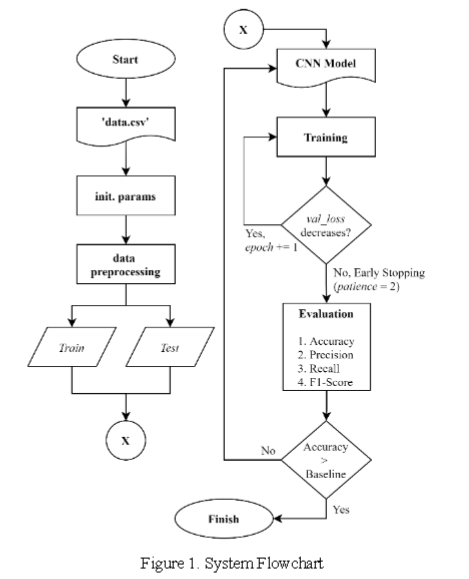 Start
'data.csv'
init. params
data
preprocessing
Train
Test
X
X
CNN Model
Training
val_loss
decreases?
Yes,
epoch += 1
No, Early Stopping
(patience = 2)
Evaluation
1. Accuracy
2. Precision
3. Recall
4. F1-Score
Accuracy
>
Baseline
No
Yes
Finish
Figure 1. System Flowchart